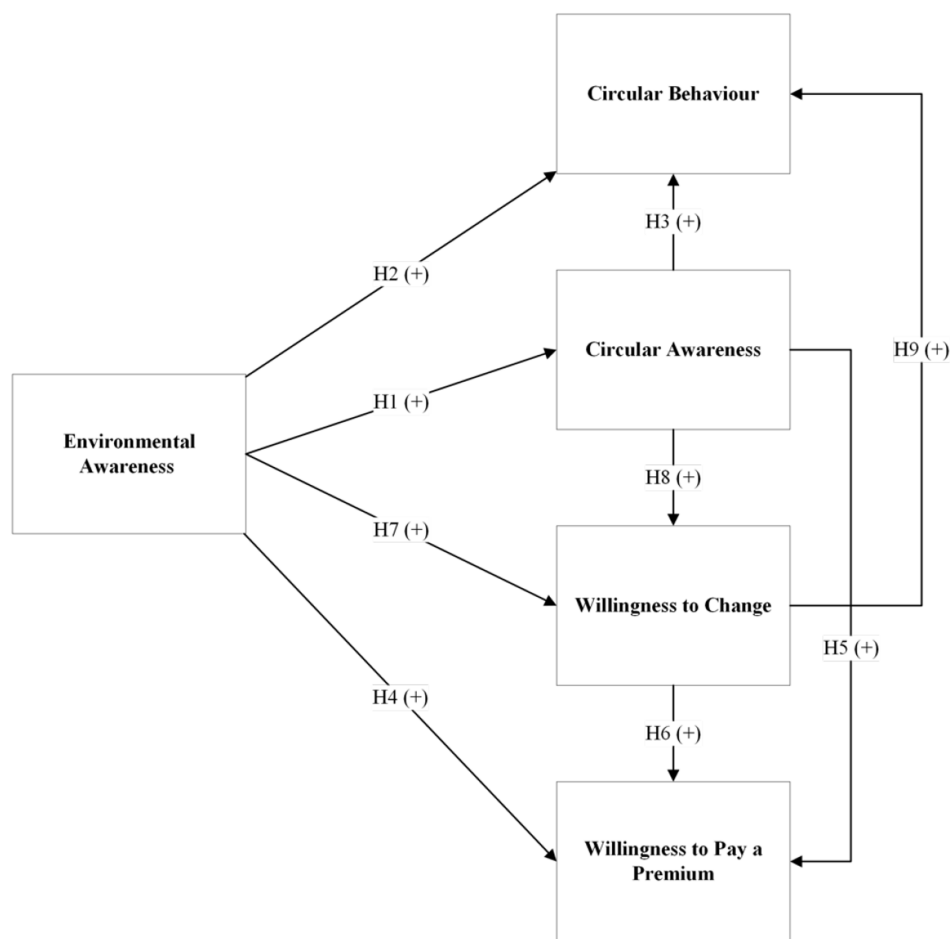 Circular Behaviour
H3 (+)
H2 (+)
Circular Awareness
H9 (+)
H1 (+)
Environmental
Awareness
H8 (+)
H7 (+)
Willingness to Change
H5 (+)
H4 (+)
H6 (+)
Willingness to Pay a
Premium